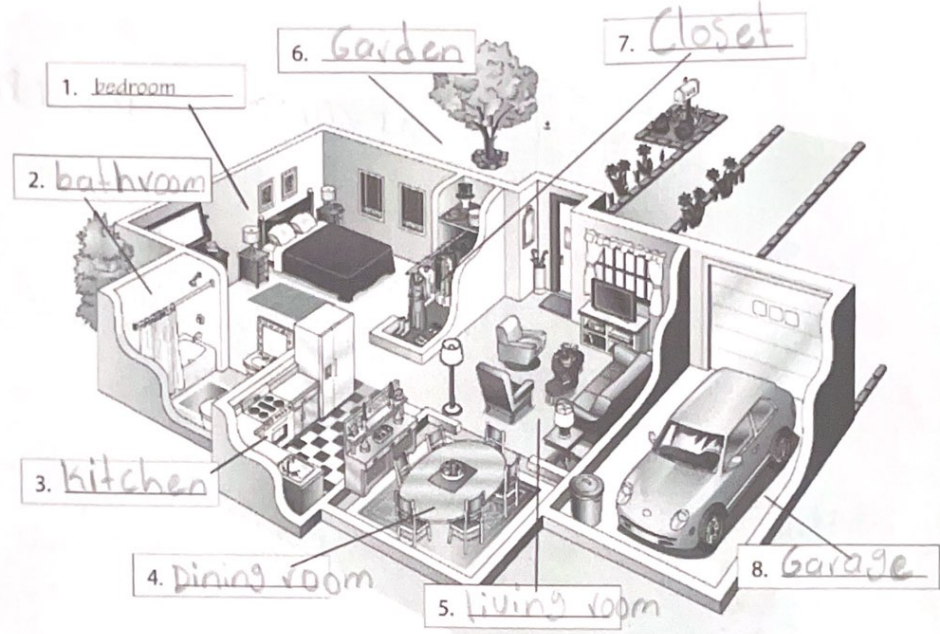 1. bedroom
2. bathroom
3. kitchen
4. Dining room
5. living room
6. Garden
7. Closet
8. Garage